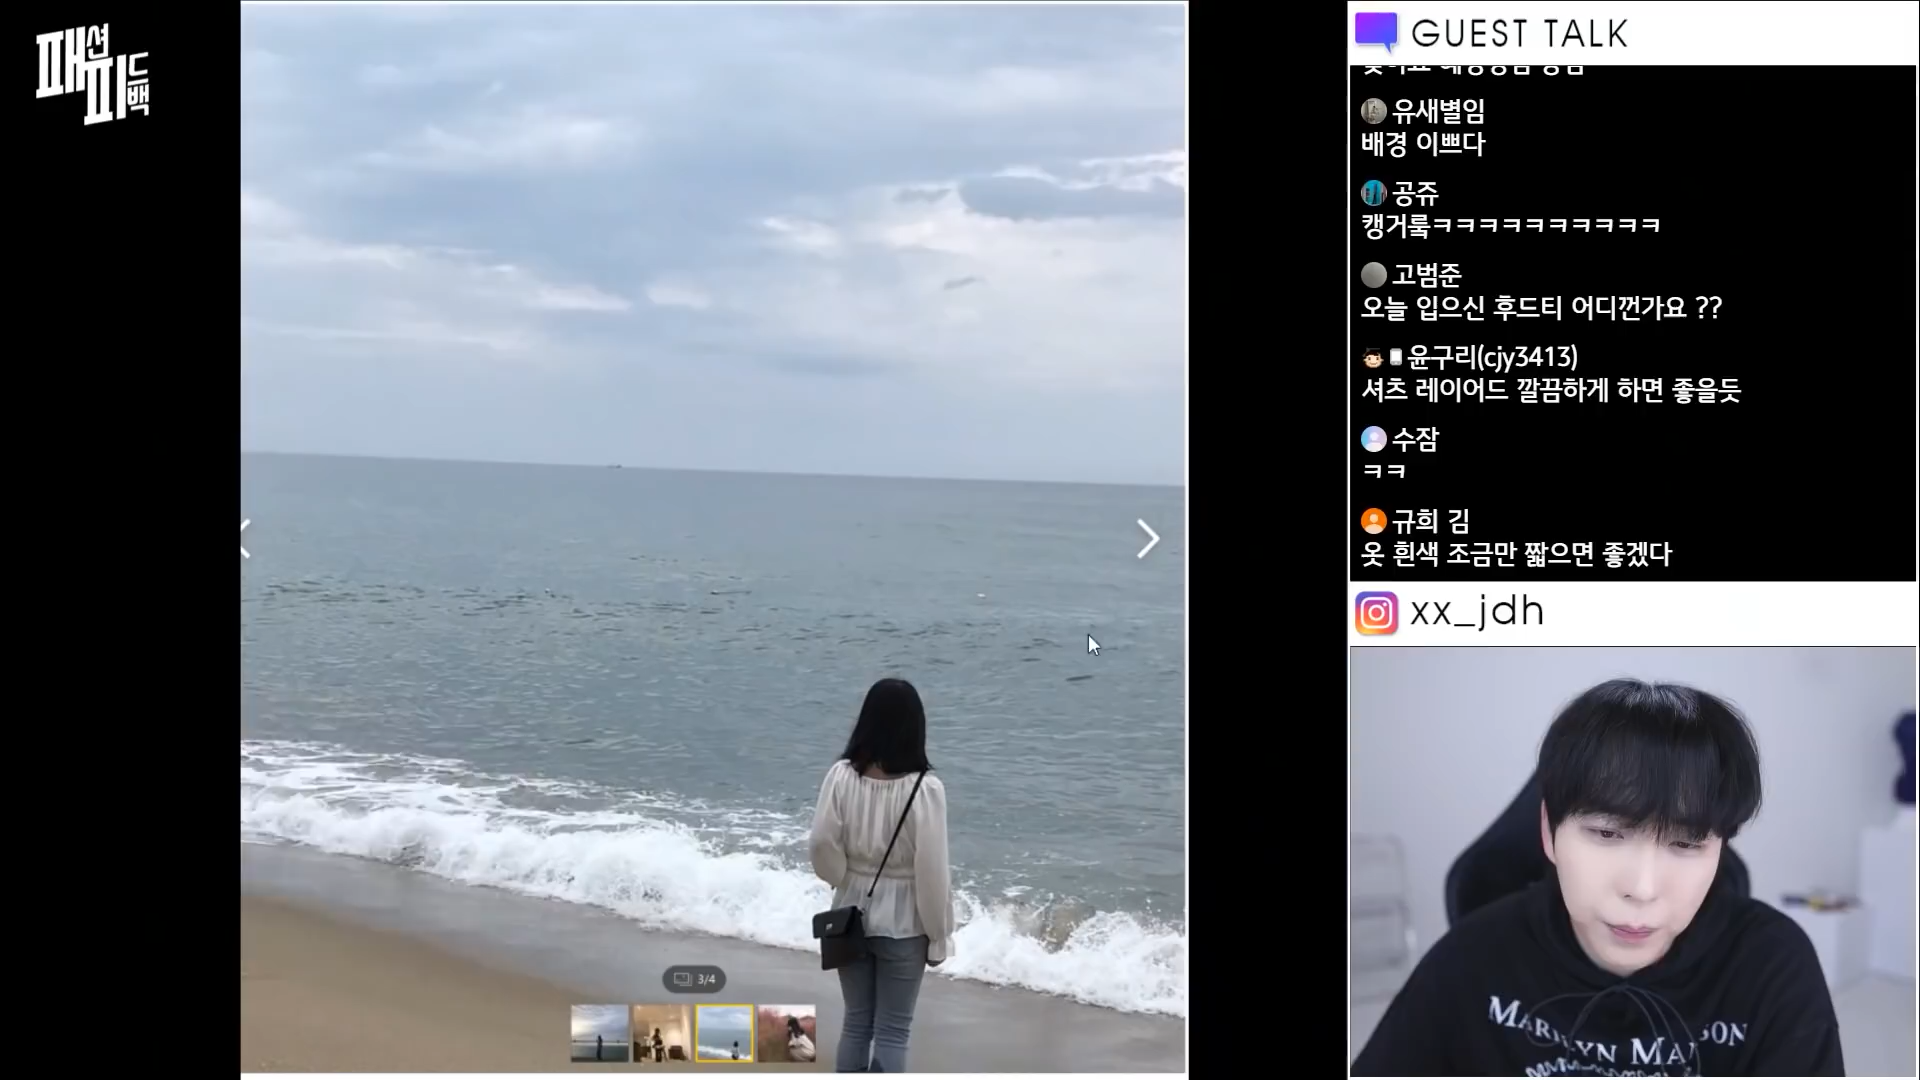 패션
피드백
GUEST TALK
유새별임
배경 이쁘다
공쥬
캥거룩ㅋㅋㅋㅋㅋㅋㅋㅋㅋㅋ
고범준
오늘 입으신 후드티 어디껀가요 ??
윤구리(cjy3413)
셔츠 레이어드 깔끔하게 하면 좋을듯
수잠
ㅋㅋ
규희 김
옷 흰색 조금만 짧으면 좋겠다
3/4
xx_jdh
MARILYN MANSON